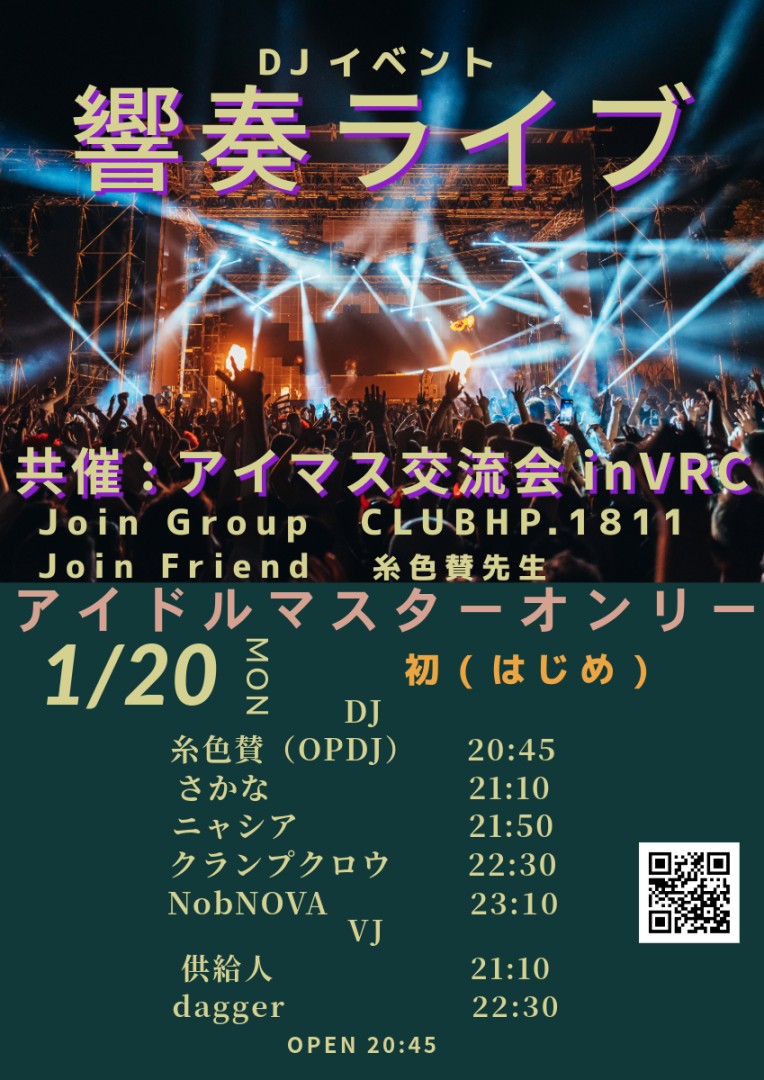 DJ イベント
響奏ライブ
共催:アイマス交流会 inVRC
Join Group CLUBHP.1811
Join Friend 糸色賛先生
アイドルマスターオンリー
1/20 MON 初(はじめ)
DJ
糸色賛(OPDJ) 20:45
さかな 21:10
ニャシア 21:50
クランプクロウ 22:30
NobNOVA 23:10
VJ
供給人 21:10
dagger 22:30
OPEN 20:45